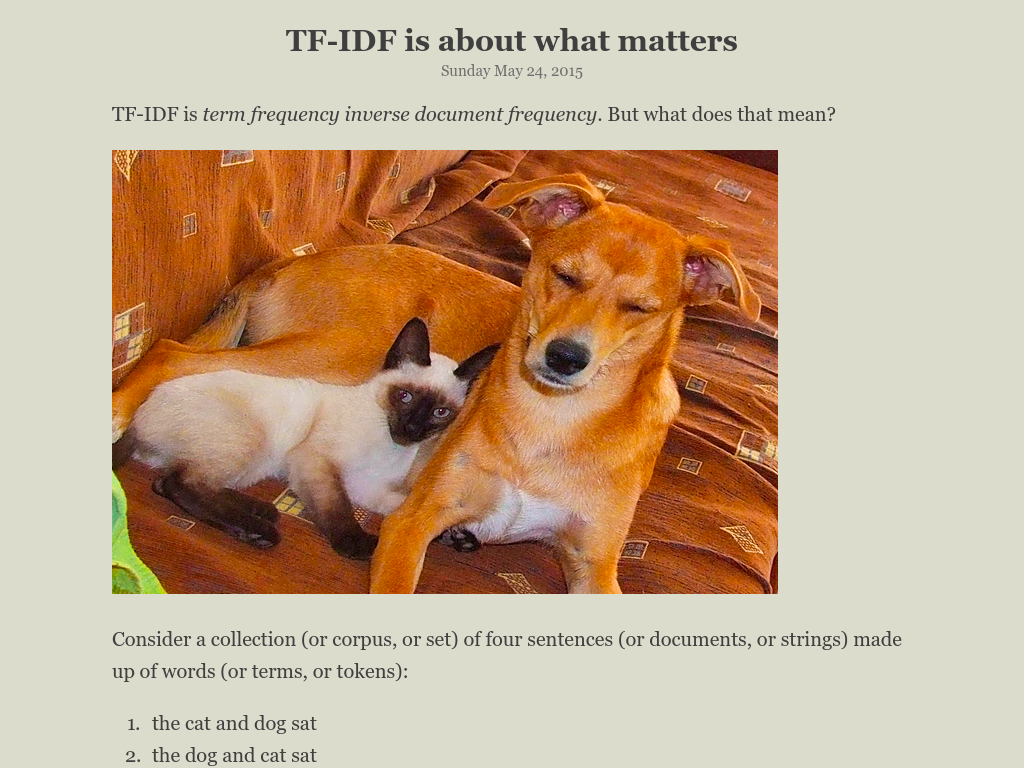 TF-IDF is about what matters
Sunday May 24, 2015
TF-IDF is term frequency inverse document frequency. But what does that mean?
Consider a collection (or corpus, or set) of four sentences (or documents, or strings) made
up of words (or terms, or tokens):
1. the cat and dog sat
2. the dog and cat sat